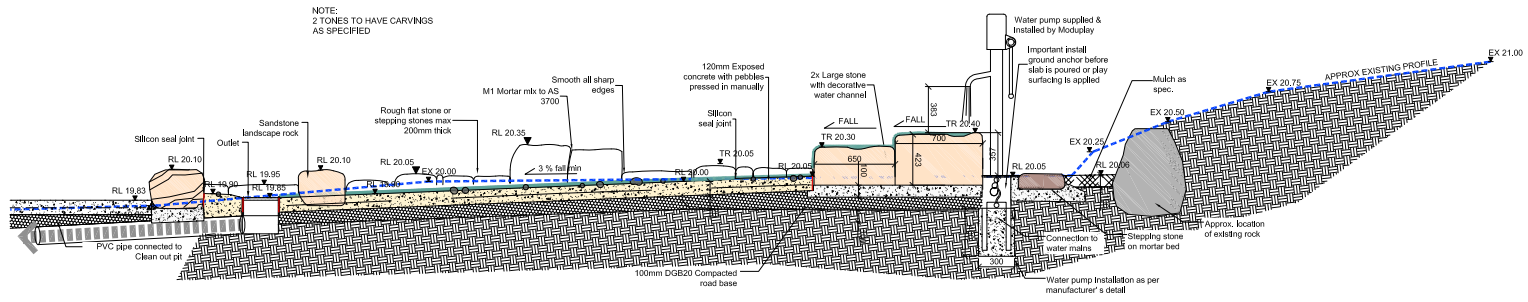 NOTE:
2 TONES TO HAVE CARVINGS
AS SPECIFIED
Water pump supplied &
Installed by Moduplay
Important install
ground anchor before
slab is poured or play
surfacing Is applied
Mulch as
spec.
EX 21.00
APPROX EXISTING PROFILE
EX 20.75
EX 20.50
EX 20.25
120mm Exposed
concrete with pebbles
pressed in manually
2x Large stone
with decorative
water channel
Smooth all sharp
edges
M1 Mortar mIx to AS
3700
Rough flat stone or
stepping stones max
200mm thick
Sandstone
landscape rock
SIlIcon seal joInt
Outlet
SIlIcon
seal joInt
FALL
FALL
TR 20.30
TR 20.40
383
700
650
423
357
100
RL 20.35
RL 20.10
RL 20.10
RL 20.05
EX 20.00
3 % fall min
TR 20.05
RL 20.05
RL 20.00
RL 20.05
RL 20.06
RL 19.83
RL 19.90
RL 19.95
RL 19.85
PVC pipe connected to
Clean out pit
100mm DGB20 Compacted
road base
300
Connection to
water mains
Stepping stone
on mortar bed
Approx. location
of existing rock
Water pump Installation as per
manufacturer's detail